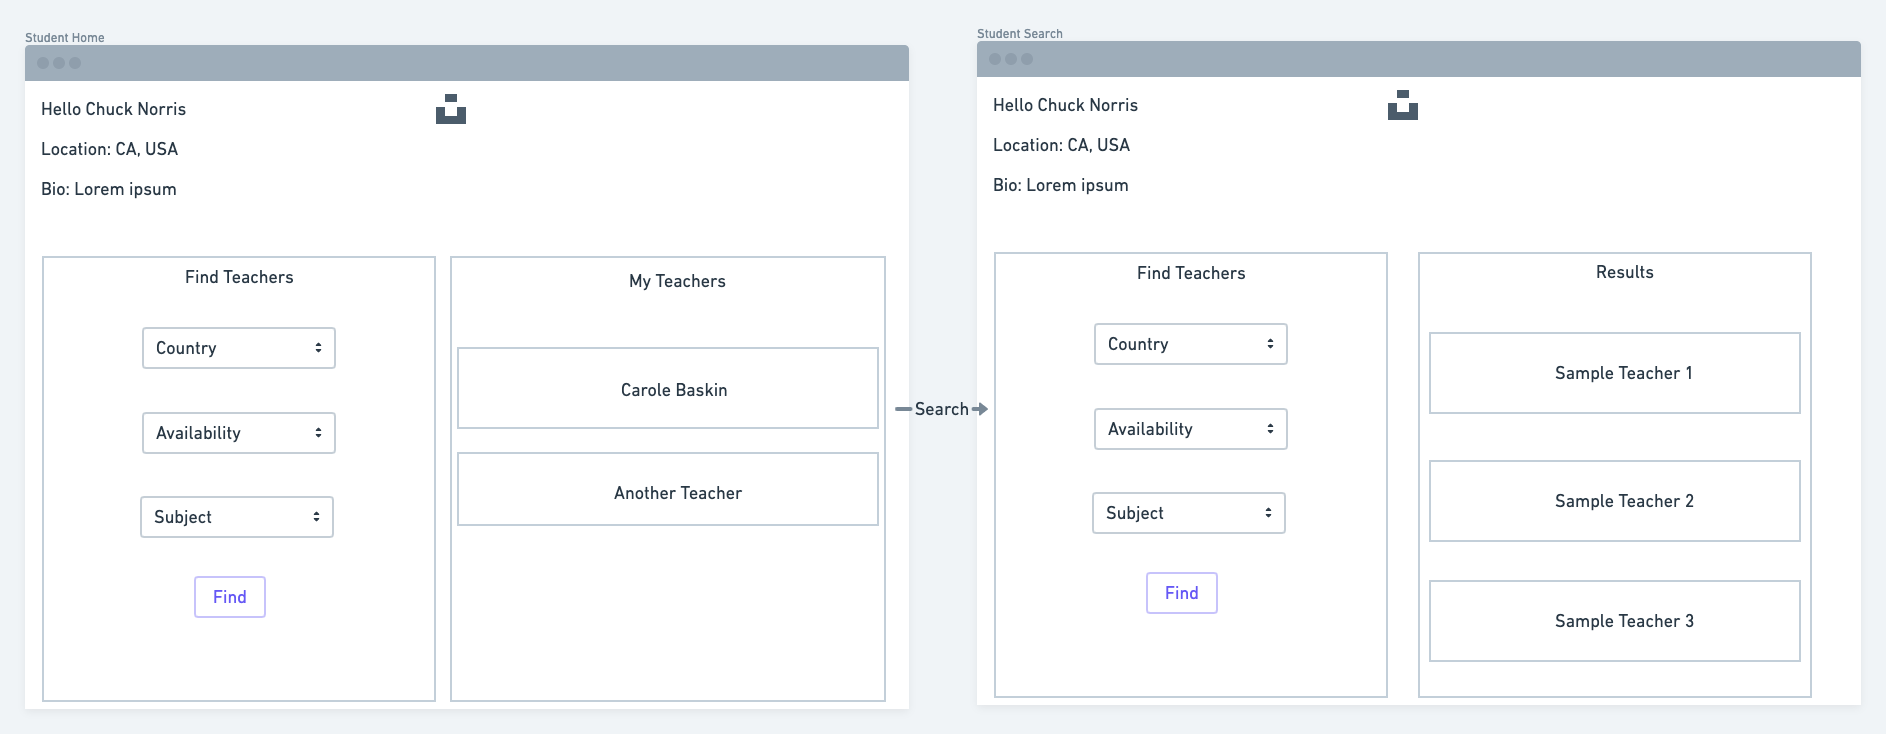 Student Home
Hello Chuck Norris
Location: CA, USA
Bio: Lorem ipsum
Find Teachers
Country
Availability
Subject
Find
My Teachers
Carole Baskin
Another Teacher
Search
Student Search
Hello Chuck Norris
Location: CA, USA
Bio: Lorem ipsum
Find Teachers
Country
Availability
Subject
Find
Results
Sample Teacher 1
Sample Teacher 2
Sample Teacher 3